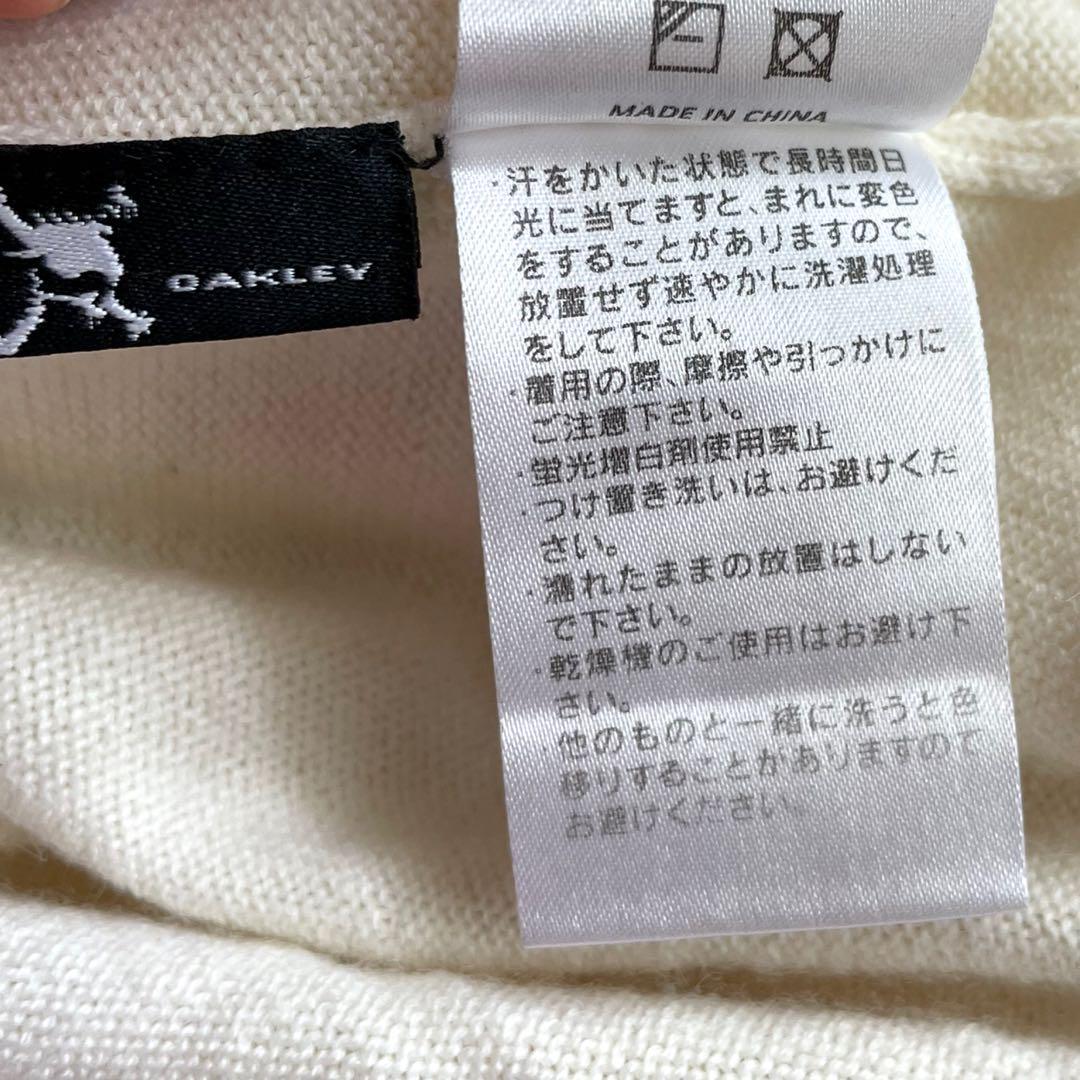 MADE IN CHINA
OAKLEY
・汗をかいた状態で長時間日
光に当てますと、まれに変色
をすることがありますので、
放置せず速やかに洗濯処理
をして下さい。
・着用の際、摩擦や引っかけに
ご注意下さい。
・蛍光増白剤使用禁止
・つけ置き洗いは、お避けくだ
さい。
・濡れたままの放置はしない
で下さい。
・乾燥機のご使用はお避け下
さい。
・他のものと一緒に洗うと色
移りすることがありますので
お避けください。